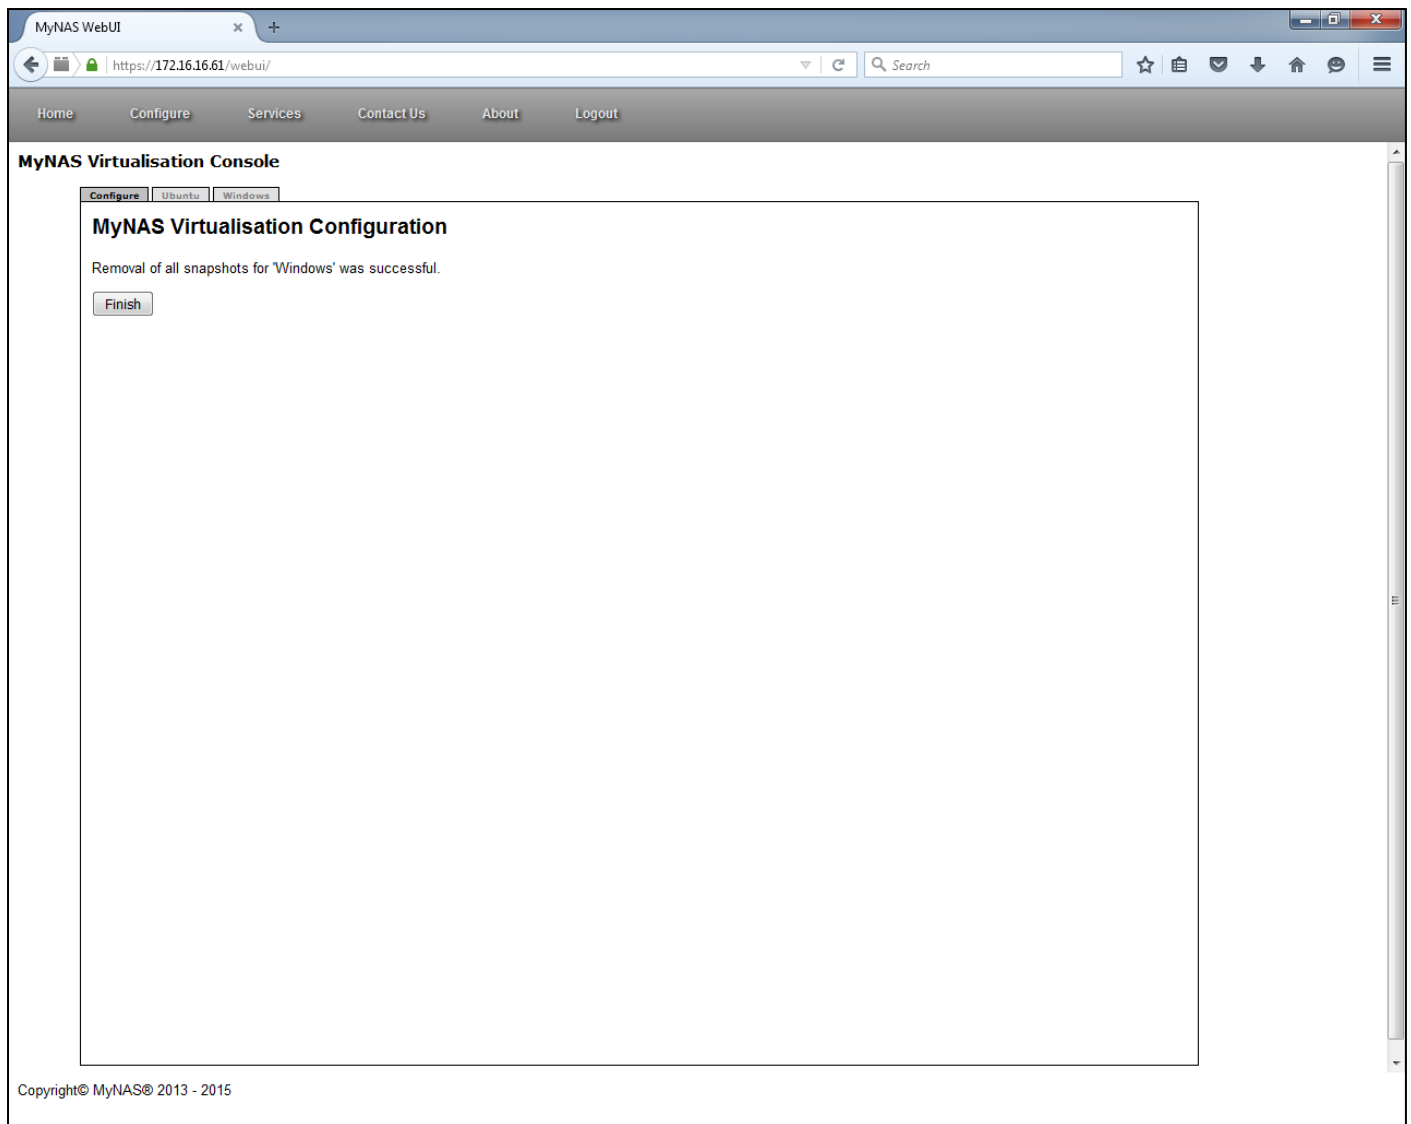 MyNAS WebUI
https://172.16.16.61/webui/
Search
Home Configure Services Contact Us About Logout
MyNAS Virtualisation Console
Configure Ubuntu Windows
MyNAS Virtualisation Configuration
Removal of all snapshots for 'Windows' was successful.
Finish
Copyright© MyNAS® 2013 - 2015